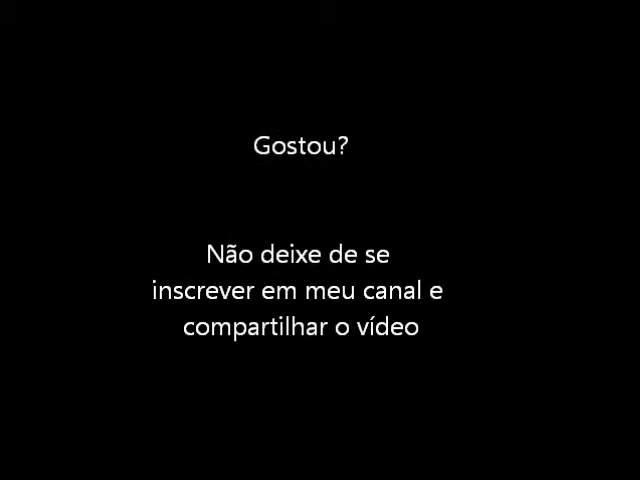 Gostou?
Não deixe de se
inscrever em meu canal e
compartilhar o vídeo